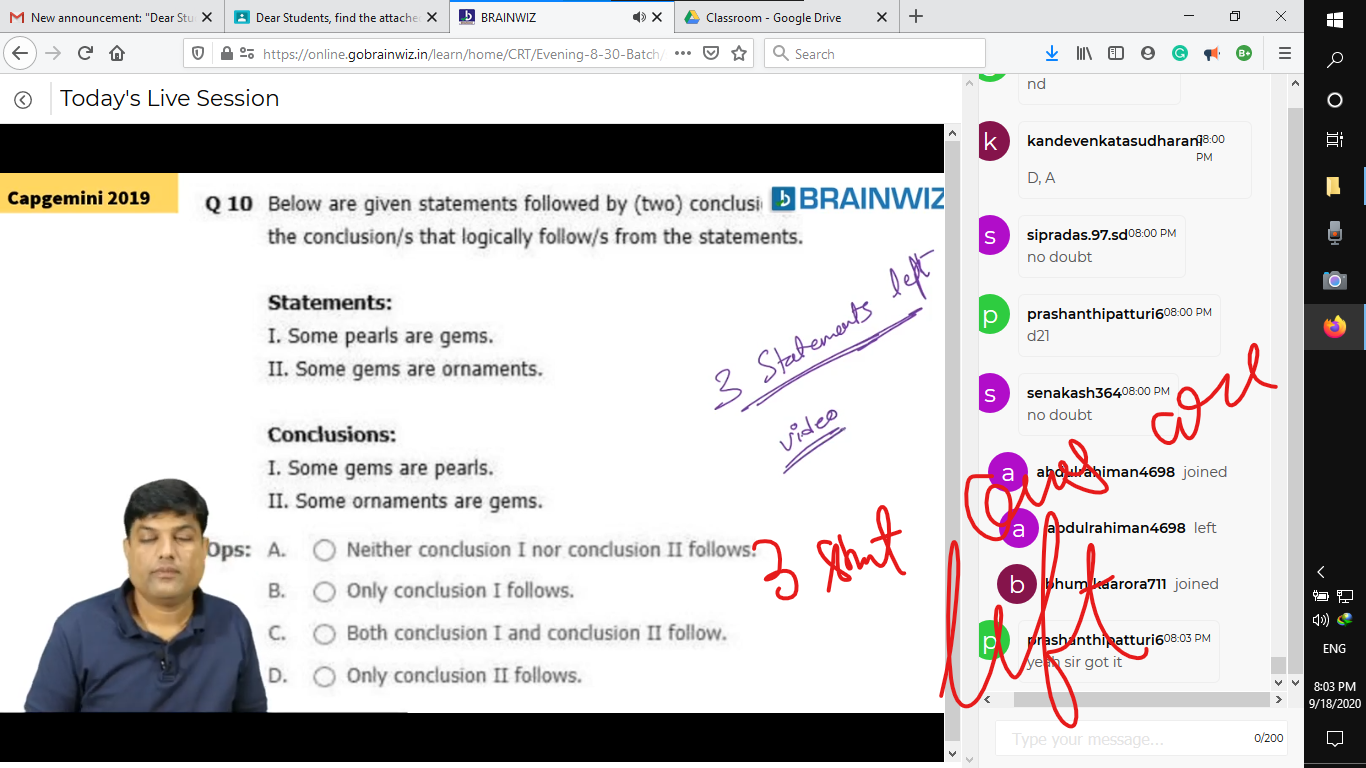 New announcement: "Dear Stu
Dear Students, find the attache
BRAINWIZ
Classroom - Google Drive
https://online.gobrainwiz.in/learn/home/CRT/Evening-8-30-Batch/
Search
Today's Live Session
Capgemini 2019
Q 10 Below are given statements followed by (two) conclusi
BRAINWIZ
the conclusion/s that logically follow/s from the statements.
Statements:
I. Some pearls are gems.
II. Some gems are ornaments.
Conclusions:
I. Some gems are pearls.
II. Some ornaments are gems.
Ops: A. Neither conclusion I nor conclusion II follows.
B. Only conclusion I follows.
C. Both conclusion I and conclusion II follow.
D. Only conclusion II follows.
3 Statements left
video
3
left
nd
k
kandevenkatasudharani 08:00 PM
D, A
s
sipradas.97.sd 08:00 PM
no doubt
p
prashanthipatturi6 08:00 PM
d21
s
senakash364 08:00 PM
no doubt
a abdulrahiman4698 joined
a abdulrahiman4698 left
b bhumikaarora711 joined
p
prashanthipatturi6 08:03 PM
yeah sir got it
Type your message...
0/200
B+
ENG
8:03 PM
9/18/2020